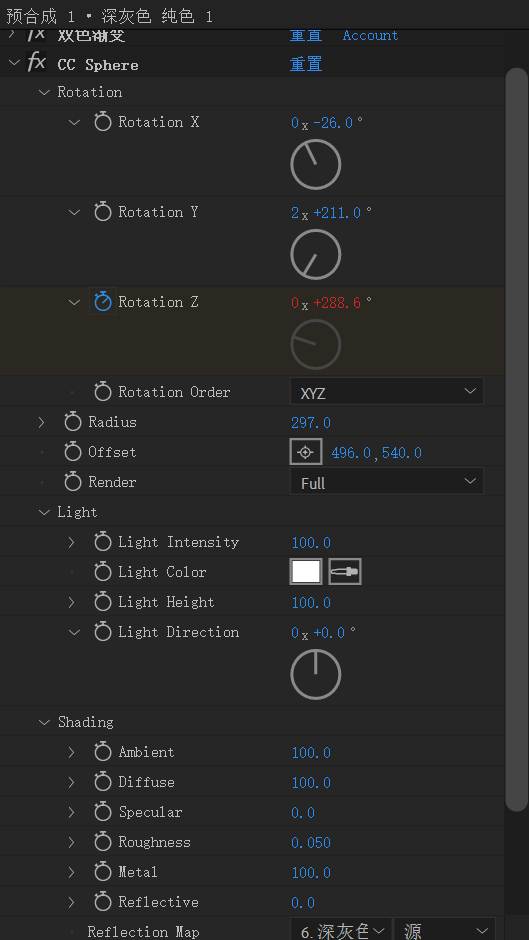 预合成 1 • 深灰色 纯色 1
fx 双色渐变 重置 Account
fx CC Sphere 重置
Rotation
Rotation X 0x-26.0°
Rotation Y 2x+211.0°
Rotation Z 0x+288.6°
Rotation Order XYZ
Radius 297.0
Offset 496.0,540.0
Render Full
Light
Light Intensity 100.0
Light Color
Light Height 100.0
Light Direction 0x+0.0°
Shading
Ambient 100.0
Diffuse 100.0
Specular 0.0
Roughness 0.050
Metal 100.0
Reflective 0.0
Reflection Map 6. 深灰色 源